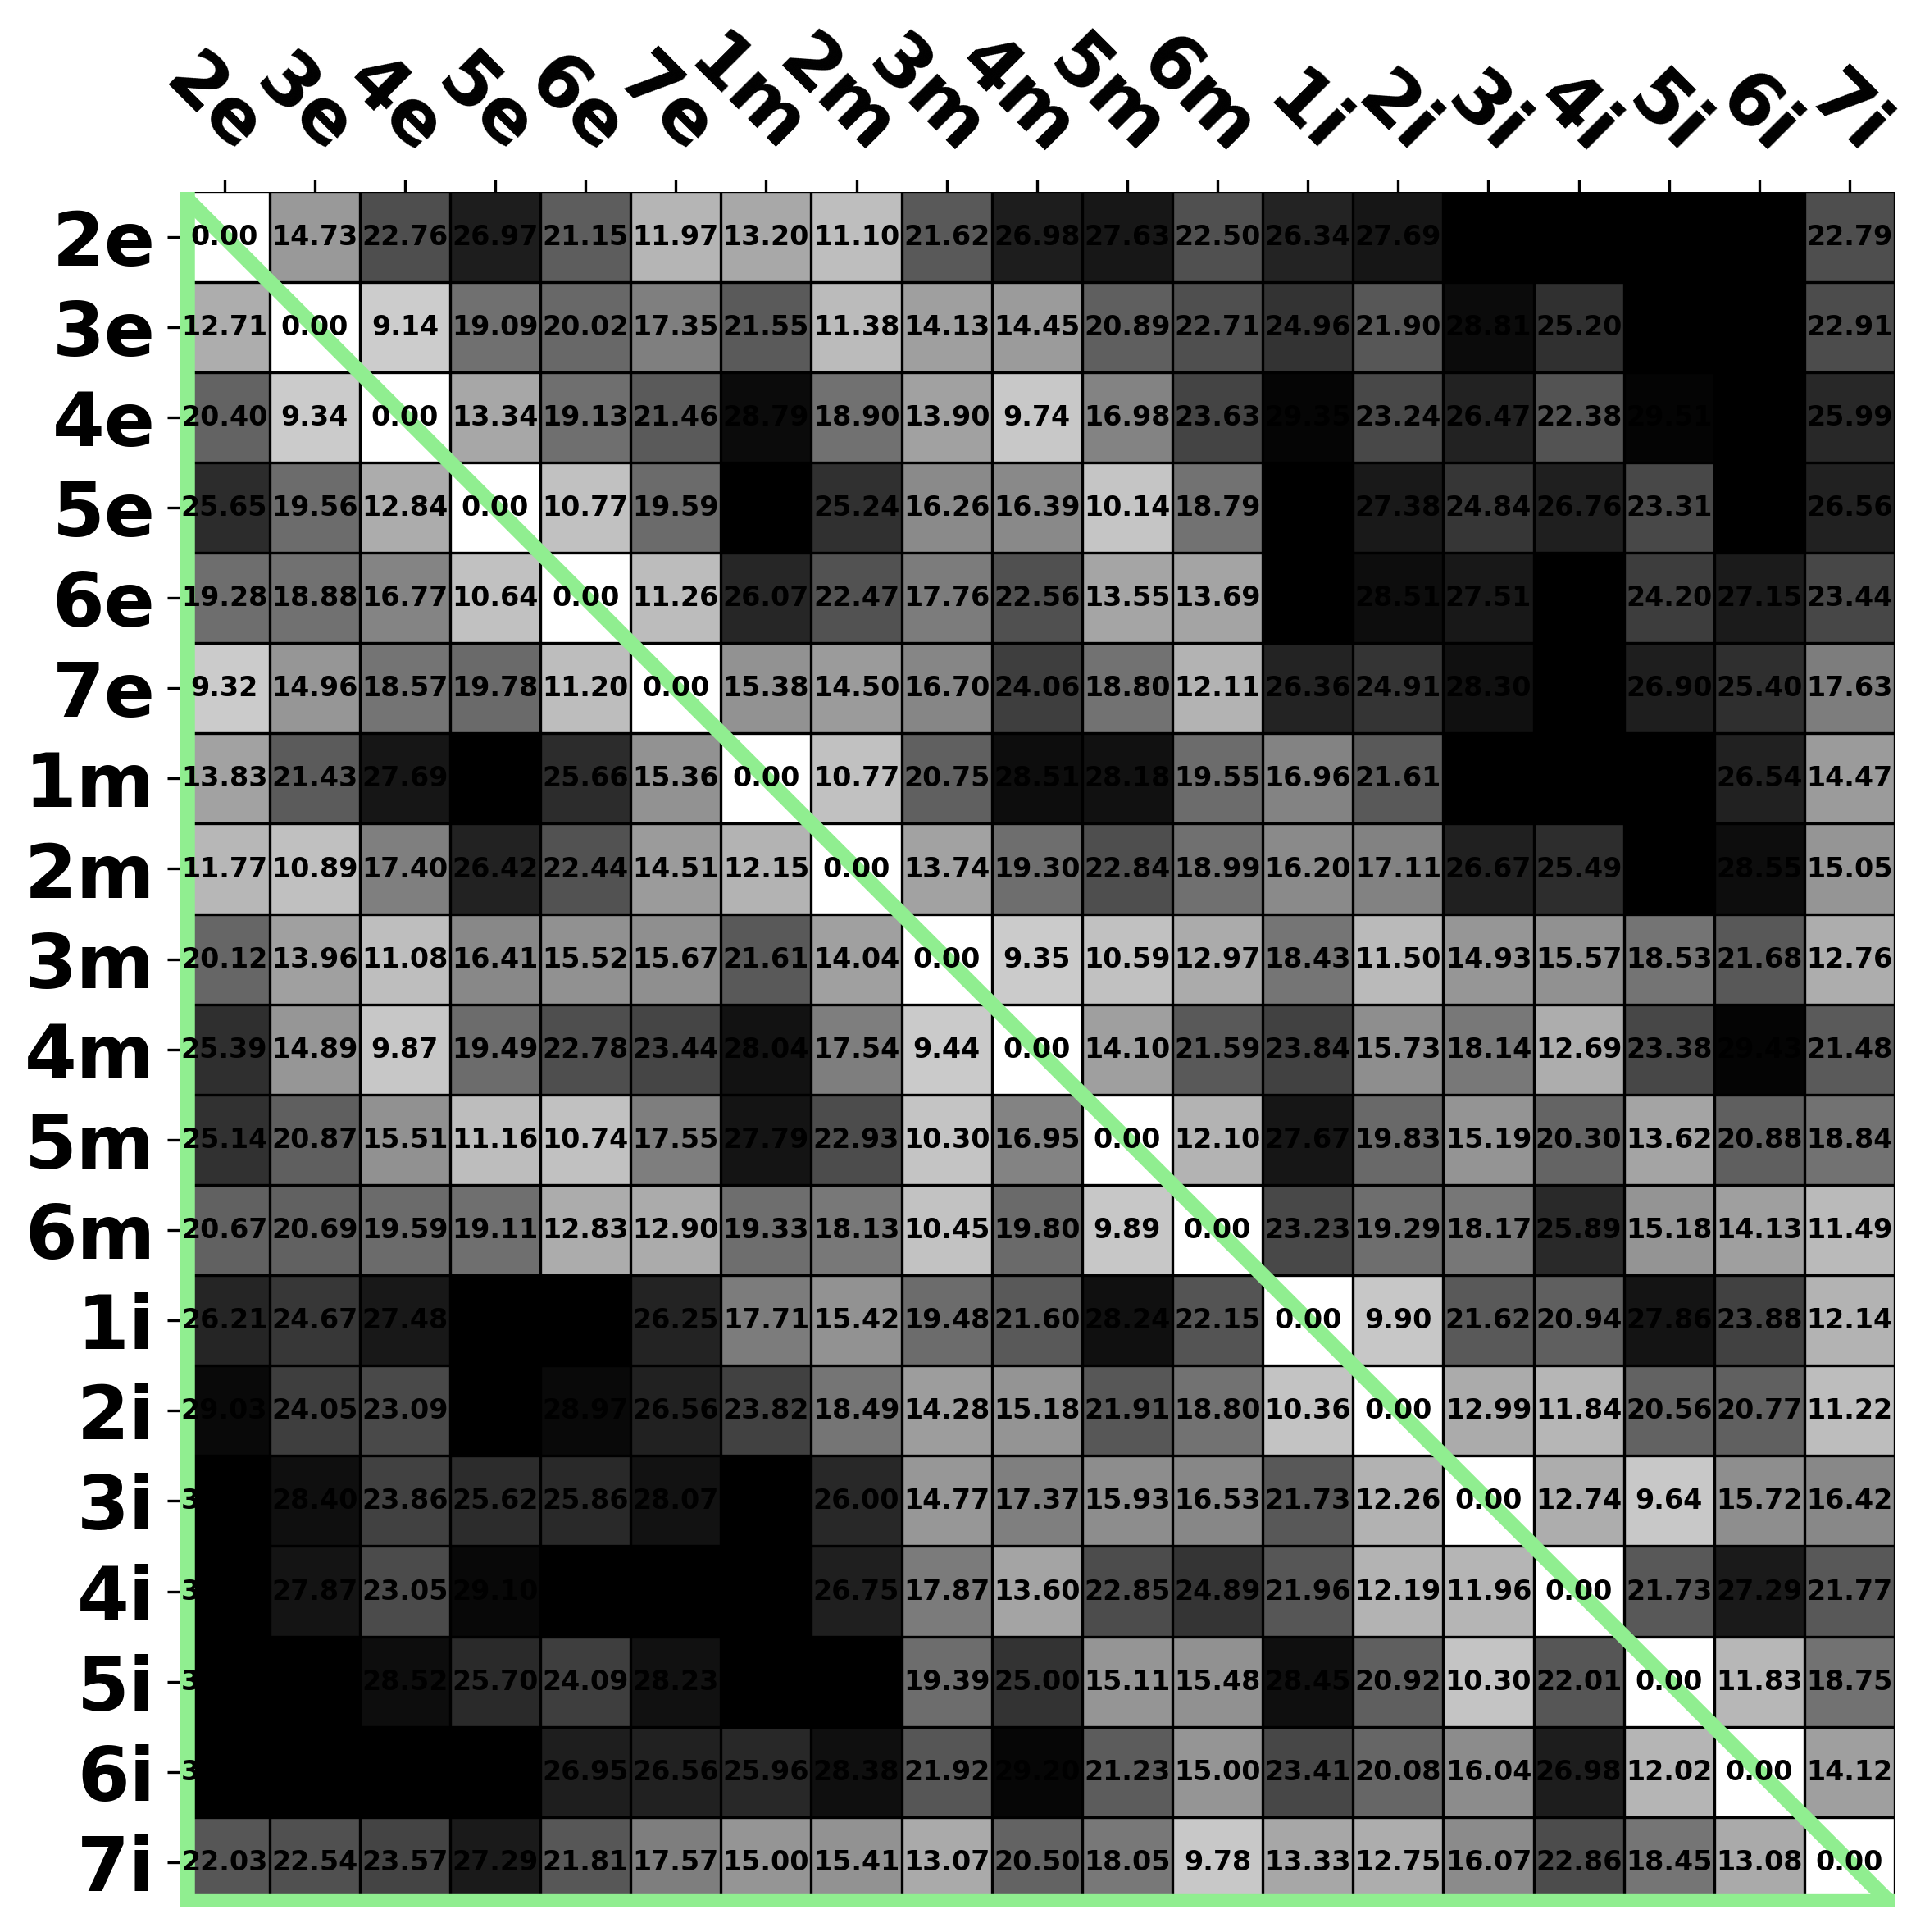 2e 3e 4e 5e 6e 7e 1m 2m 3m 4m 5m 6m 1i 2i 3i 4i 5i 6i 7i
2e 0.00 14.73 22.76 26.97 21.15 11.97 13.20 11.10 21.62 26.98 27.63 22.50 26.34 27.69 22.79
3e 12.71 0.00 9.14 19.09 20.02 17.35 21.55 11.38 14.13 14.45 20.89 22.71 24.96 21.90 28.81 25.20 22.91
4e 20.40 9.34 0.00 13.34 19.13 21.46 28.79 18.90 13.90 9.74 16.98 23.63 29.35 23.24 26.47 22.38 29.51 25.99
5e 25.65 19.56 12.84 0.00 10.77 19.59 25.24 16.26 16.39 10.14 18.79 27.38 24.84 26.76 23.31 26.56
6e 19.28 18.88 16.77 10.64 0.00 11.26 26.07 22.47 17.76 22.56 13.55 13.69 28.51 27.51 24.20 27.15 23.44
7e 9.32 14.96 18.57 19.78 11.20 0.00 15.38 14.50 16.70 24.06 18.80 12.11 26.36 24.91 28.30 26.90 25.40 17.63
1m 13.83 21.43 27.69 25.66 15.36 0.00 10.77 20.75 28.51 28.18 19.55 16.96 21.61 26.54 14.47
2m 11.77 10.89 17.40 26.42 22.44 14.51 12.15 0.00 13.74 19.30 22.84 18.99 16.20 17.11 26.67 25.49 28.55 15.05
3m 20.12 13.96 11.08 16.41 15.52 15.67 21.61 14.04 0.00 9.35 10.59 12.97 18.43 11.50 14.93 15.57 18.53 21.68 12.76
4m 25.39 14.89 9.87 19.49 22.78 23.44 28.04 17.54 9.44 0.00 14.10 21.59 23.84 15.73 18.14 12.69 23.38 29.43 21.48
5m 25.14 20.87 15.51 11.16 10.74 17.55 27.79 22.93 10.30 16.95 0.00 12.10 27.67 19.83 15.19 20.30 13.62 20.88 18.84
6m 20.67 20.69 19.59 19.11 12.83 12.90 19.33 18.13 10.45 19.80 9.89 0.00 23.23 19.29 18.17 25.89 15.18 14.13 11.49
1i 26.21 24.67 27.48 26.25 17.71 15.42 19.48 21.60 28.24 22.15 0.00 9.90 21.62 20.94 27.86 23.88 12.14
2i 29.03 24.05 23.09 28.97 26.56 23.82 18.49 14.28 15.18 21.91 18.80 10.36 0.00 12.99 11.84 20.56 20.77 11.22
3i 28.40 23.86 25.62 25.86 28.07 26.00 14.77 17.37 15.93 16.53 21.73 12.26 0.00 12.74 9.64 15.72 16.42
4i 27.87 23.05 29.10 26.75 17.87 13.60 22.85 24.89 21.96 12.19 11.96 0.00 21.73 27.29 21.77
5i 28.52 25.70 24.09 28.23 19.39 25.00 15.11 15.48 28.45 20.92 10.30 22.01 0.00 11.83 18.75
6i 26.95 26.56 25.96 28.38 21.92 29.20 21.23 15.00 23.41 20.08 16.04 26.98 12.02 0.00 14.12
7i 22.03 22.54 23.57 27.29 21.81 17.57 15.00 15.41 13.07 20.50 18.05 9.78 13.33 12.75 16.07 22.86 18.45 13.08 0.00